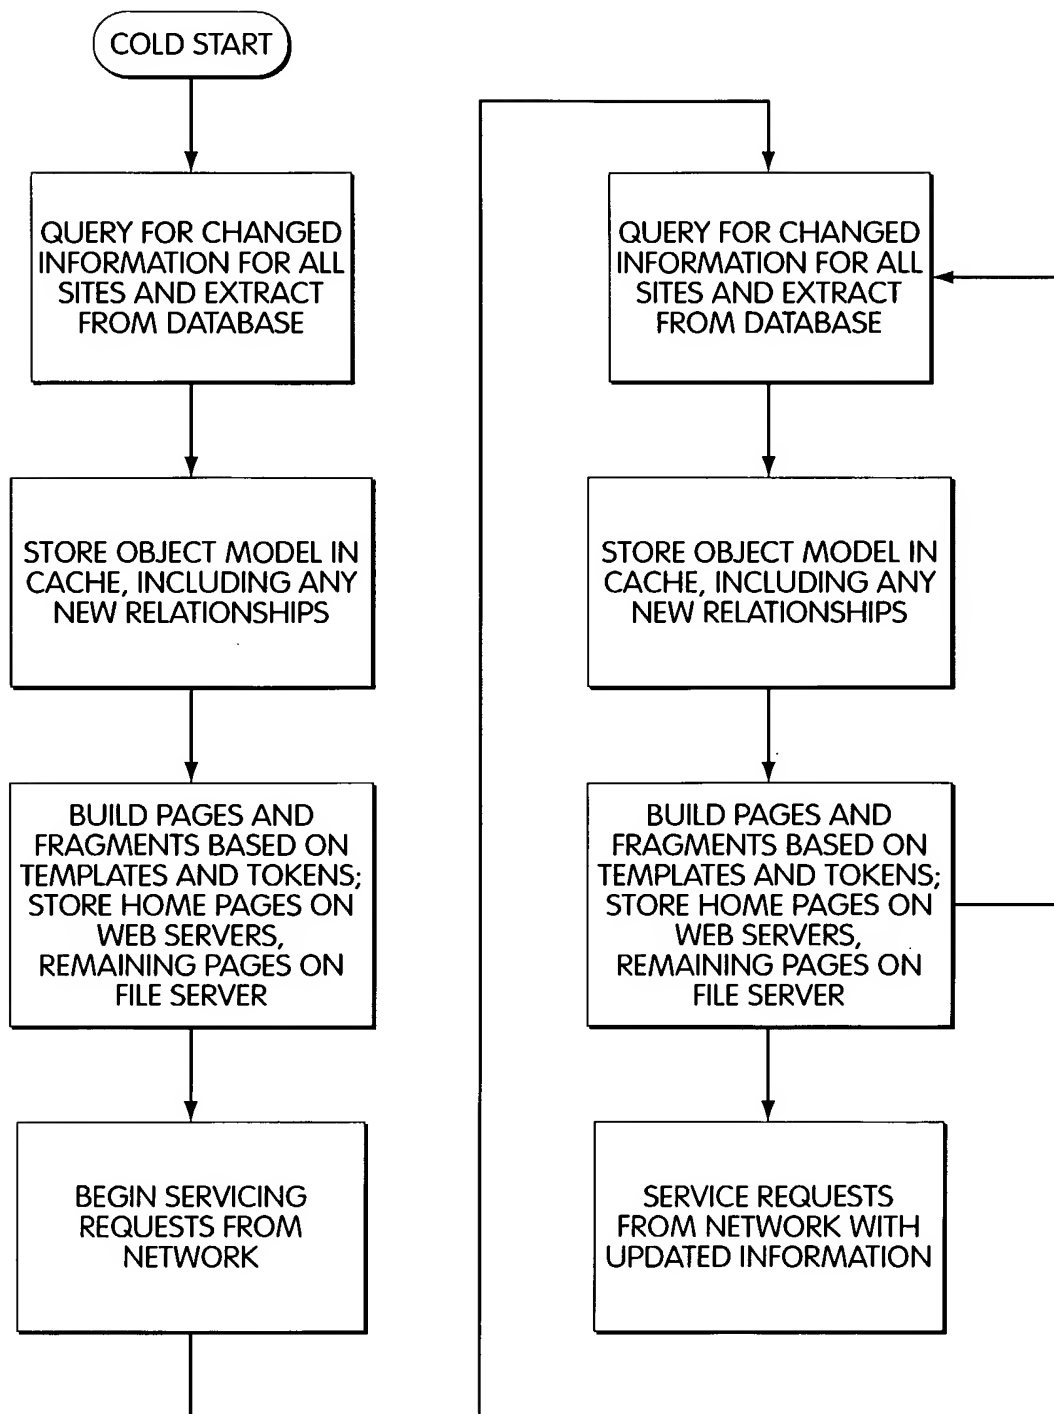 COLD START
QUERY FOR CHANGED
INFORMATION FOR ALL
SITES AND EXTRACT
FROM DATABASE
STORE OBJECT MODEL IN
CACHE, INCLUDING ANY
NEW RELATIONSHIPS
BUILD PAGES AND
FRAGMENTS BASED ON
TEMPLATES AND TOKENS;
STORE HOME PAGES ON
WEB SERVERS,
REMAINING PAGES ON
FILE SERVER
BEGIN SERVICING
REQUESTS FROM
NETWORK
QUERY FOR CHANGED
INFORMATION FOR ALL
SITES AND EXTRACT
FROM DATABASE
STORE OBJECT MODEL IN
CACHE, INCLUDING ANY
NEW RELATIONSHIPS
BUILD PAGES AND
FRAGMENTS BASED ON
TEMPLATES AND TOKENS;
STORE HOME PAGES ON
WEB SERVERS,
REMAINING PAGES ON
FILE SERVER
SERVICE REQUESTS
FROM NETWORK WITH
UPDATED INFORMATION